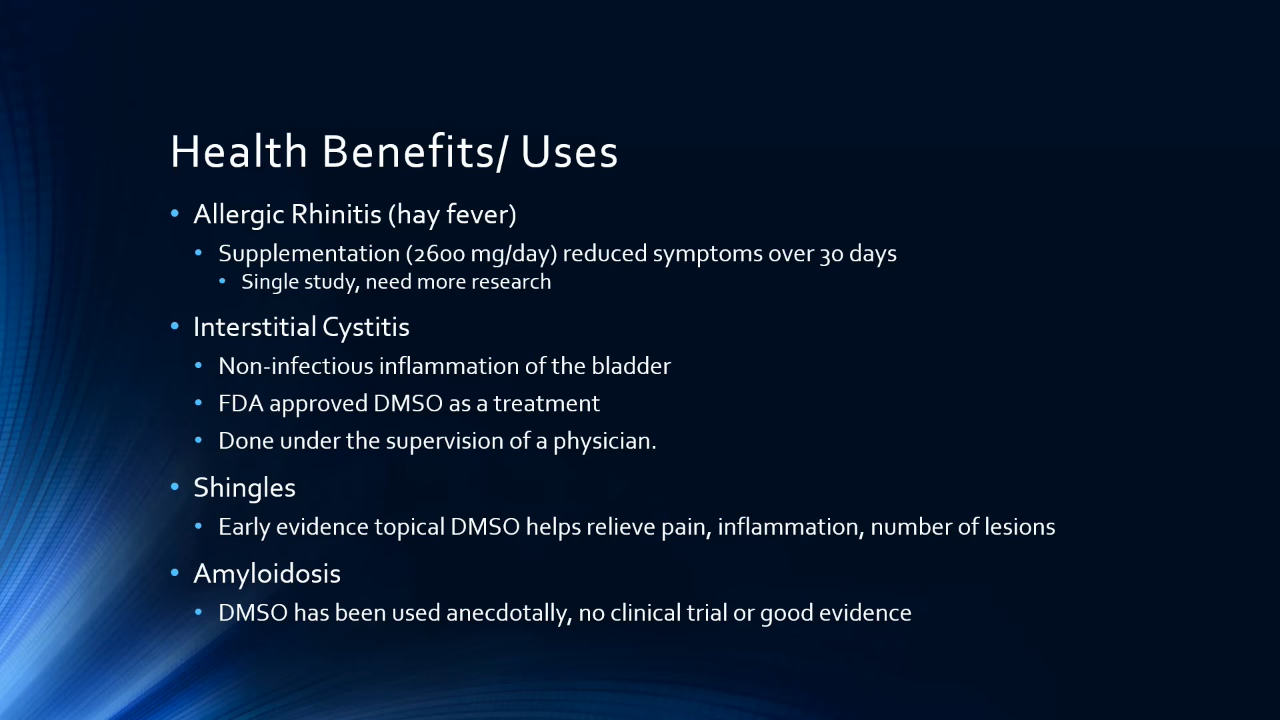 Health Benefits/ Uses
• Allergic Rhinitis (hay fever)
• Supplementation (2600 mg/day) reduced symptoms over 30 days
• Single study, need more research
• Interstitial Cystitis
• Non-infectious inflammation of the bladder
• FDA approved DMSO as a treatment
• Done under the supervision of a physician.
• Shingles
• Early evidence topical DMSO helps relieve pain, inflammation, number of lesions
• Amyloidosis
• DMSO has been used anecdotally, no clinical trial or good evidence